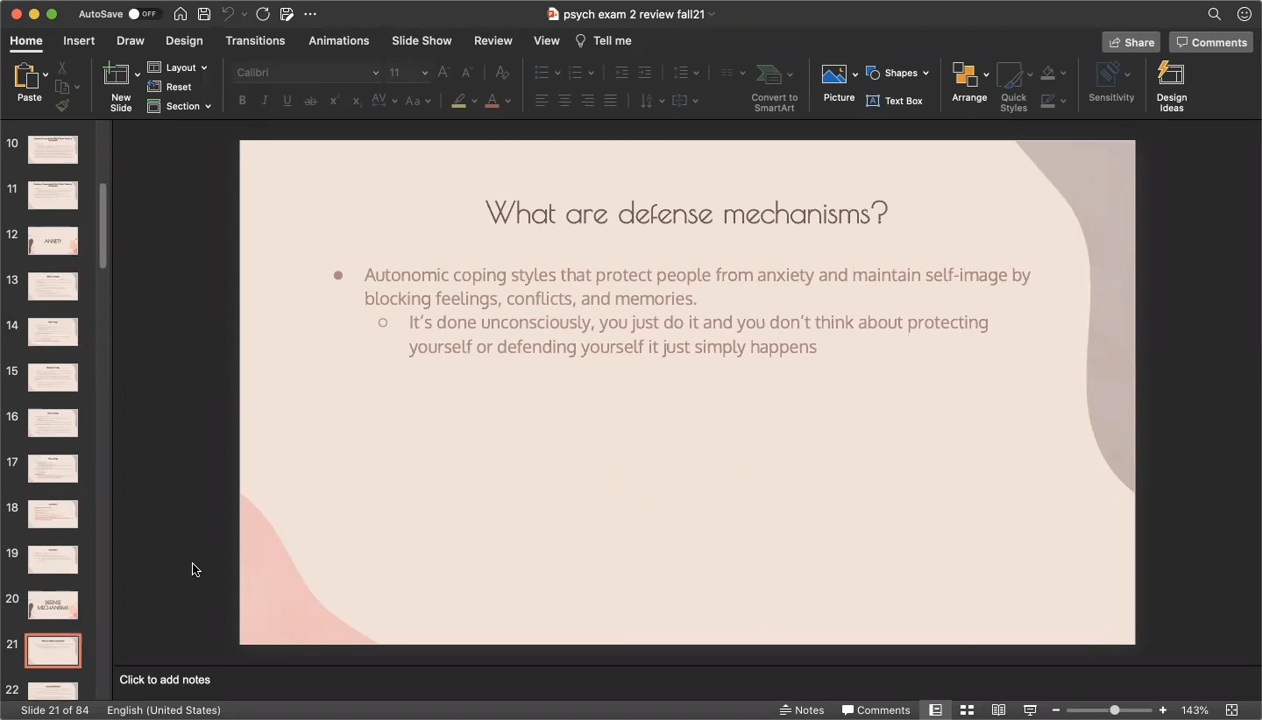 AutoSave OFF
psych exam 2 review fall21
Home Insert Draw Design Transitions Animations Slide Show Review View Tell me
Share Comments
Paste
New Slide
Layout
Reset
Section
Calibri 11
B I U ab x² x₂ AV Aa A
Convert to SmartArt
Picture
Shapes
Text Box
Arrange
Quick Styles
Sensitivity
Design Ideas
10
11
12
ANXIETY
13
14
15
16
17
18
19
20
DEFENSE
MECHANISMS
21
22
What are defense mechanisms?
Autonomic coping styles that protect people from anxiety and maintain self-image by
blocking feelings, conflicts, and memories.
It's done unconsciously, you just do it and you don't think about protecting
yourself or defending yourself it just simply happens
Click to add notes
Slide 21 of 84 English (United States) Notes Comments 143%